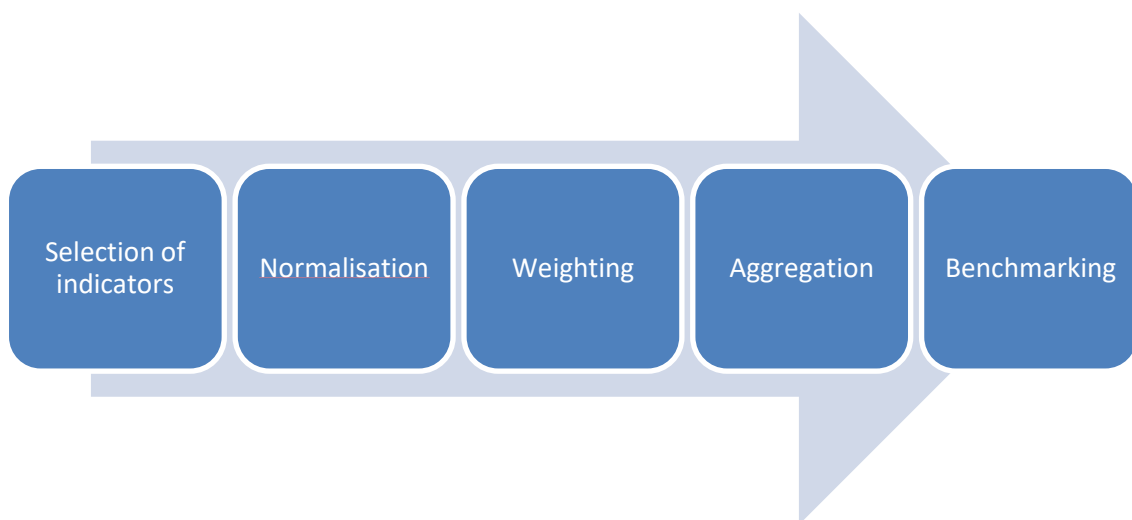 Selection of
indicators
Normalisation
Weighting
Aggregation
Benchmarking